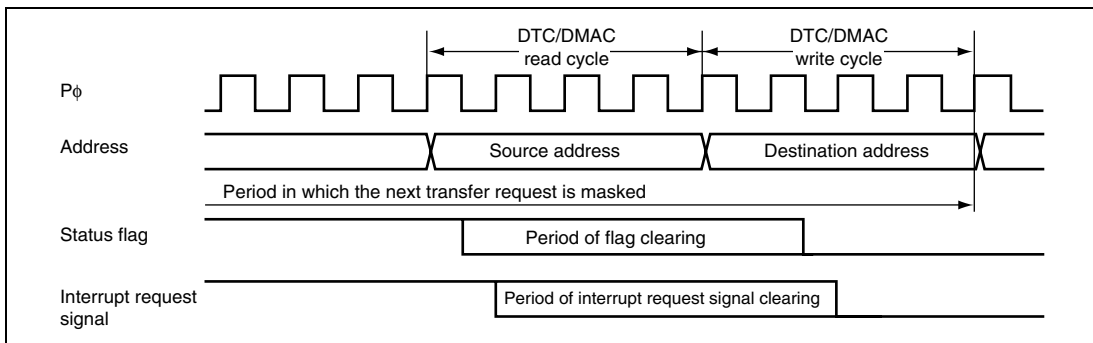 DTC/DMAC
read cycle
DTC/DMAC
write cycle
Pϕ
Address
Source address
Destination address
Period in which the next transfer request is masked
Status flag
Period of flag clearing
Interrupt request
signal
Period of interrupt request signal clearing